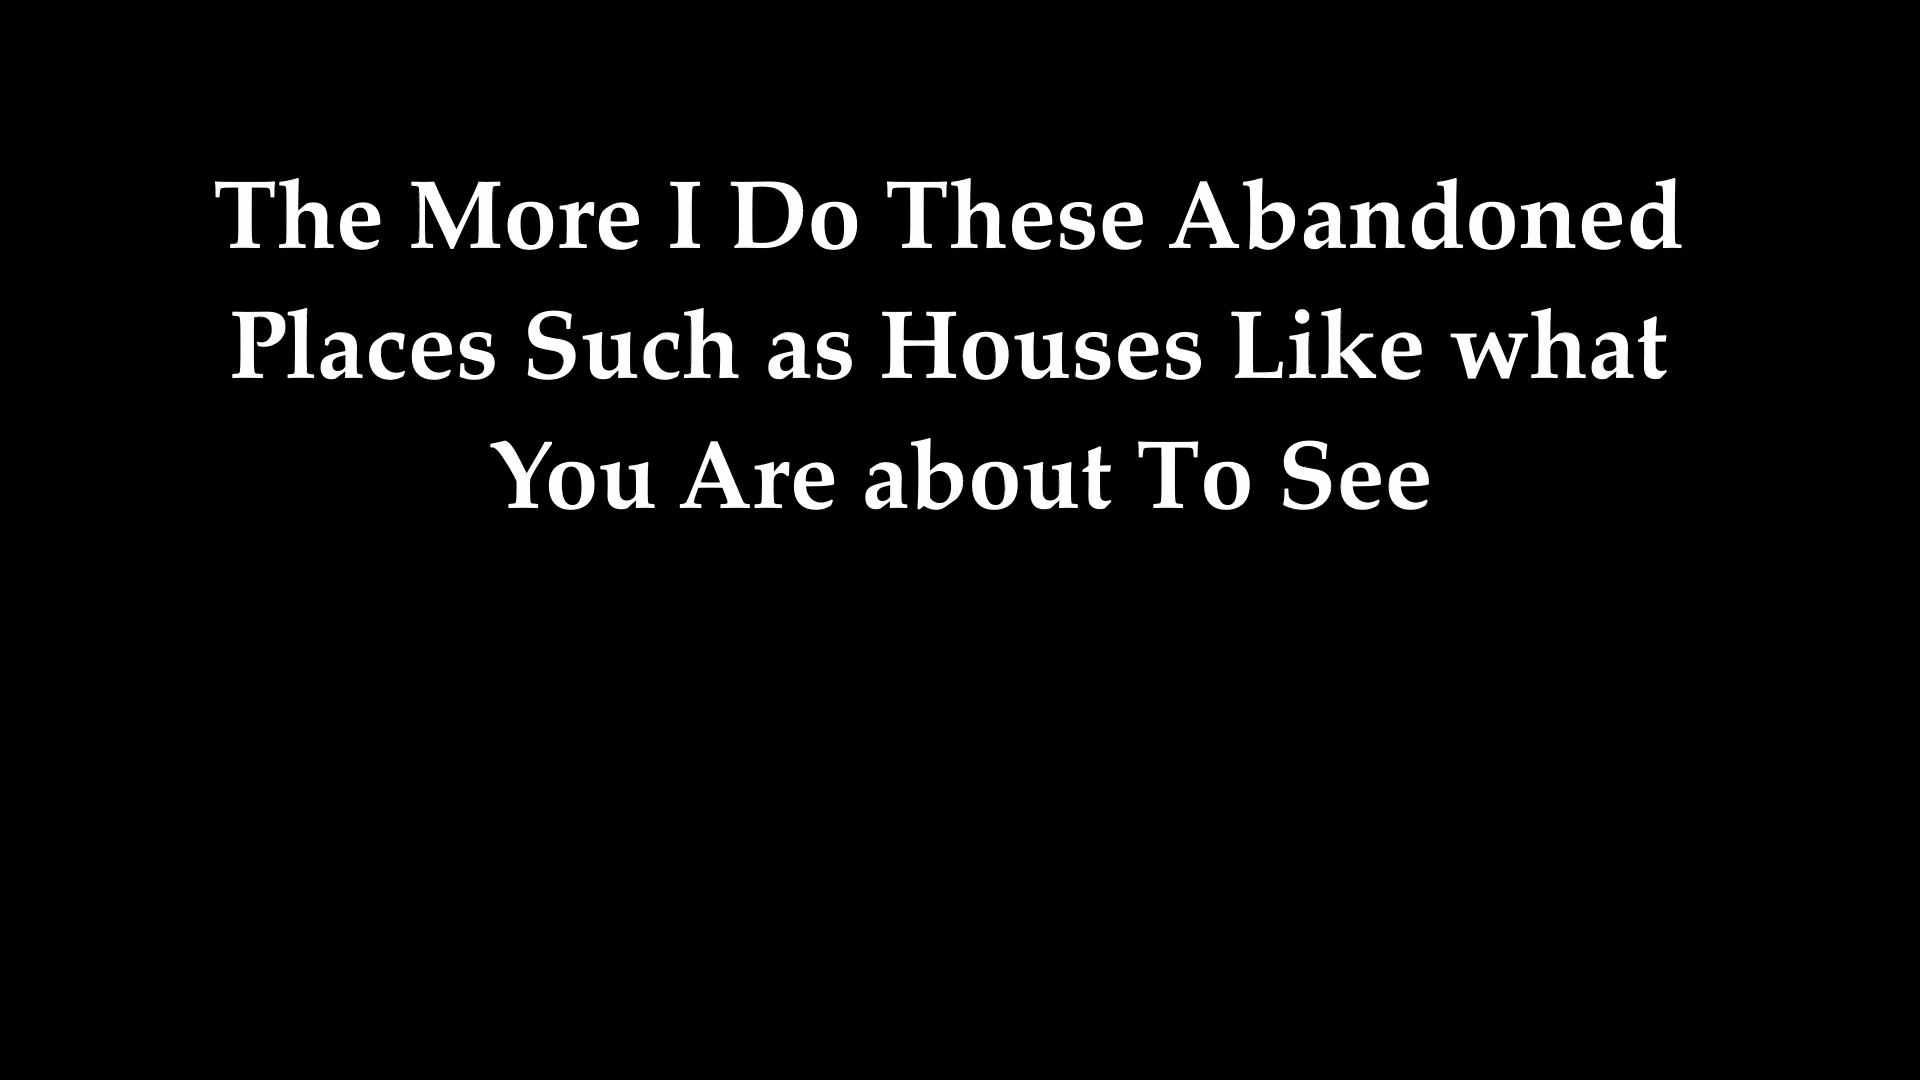 The More I Do These Abandoned
Places Such as Houses Like what
You Are about To See